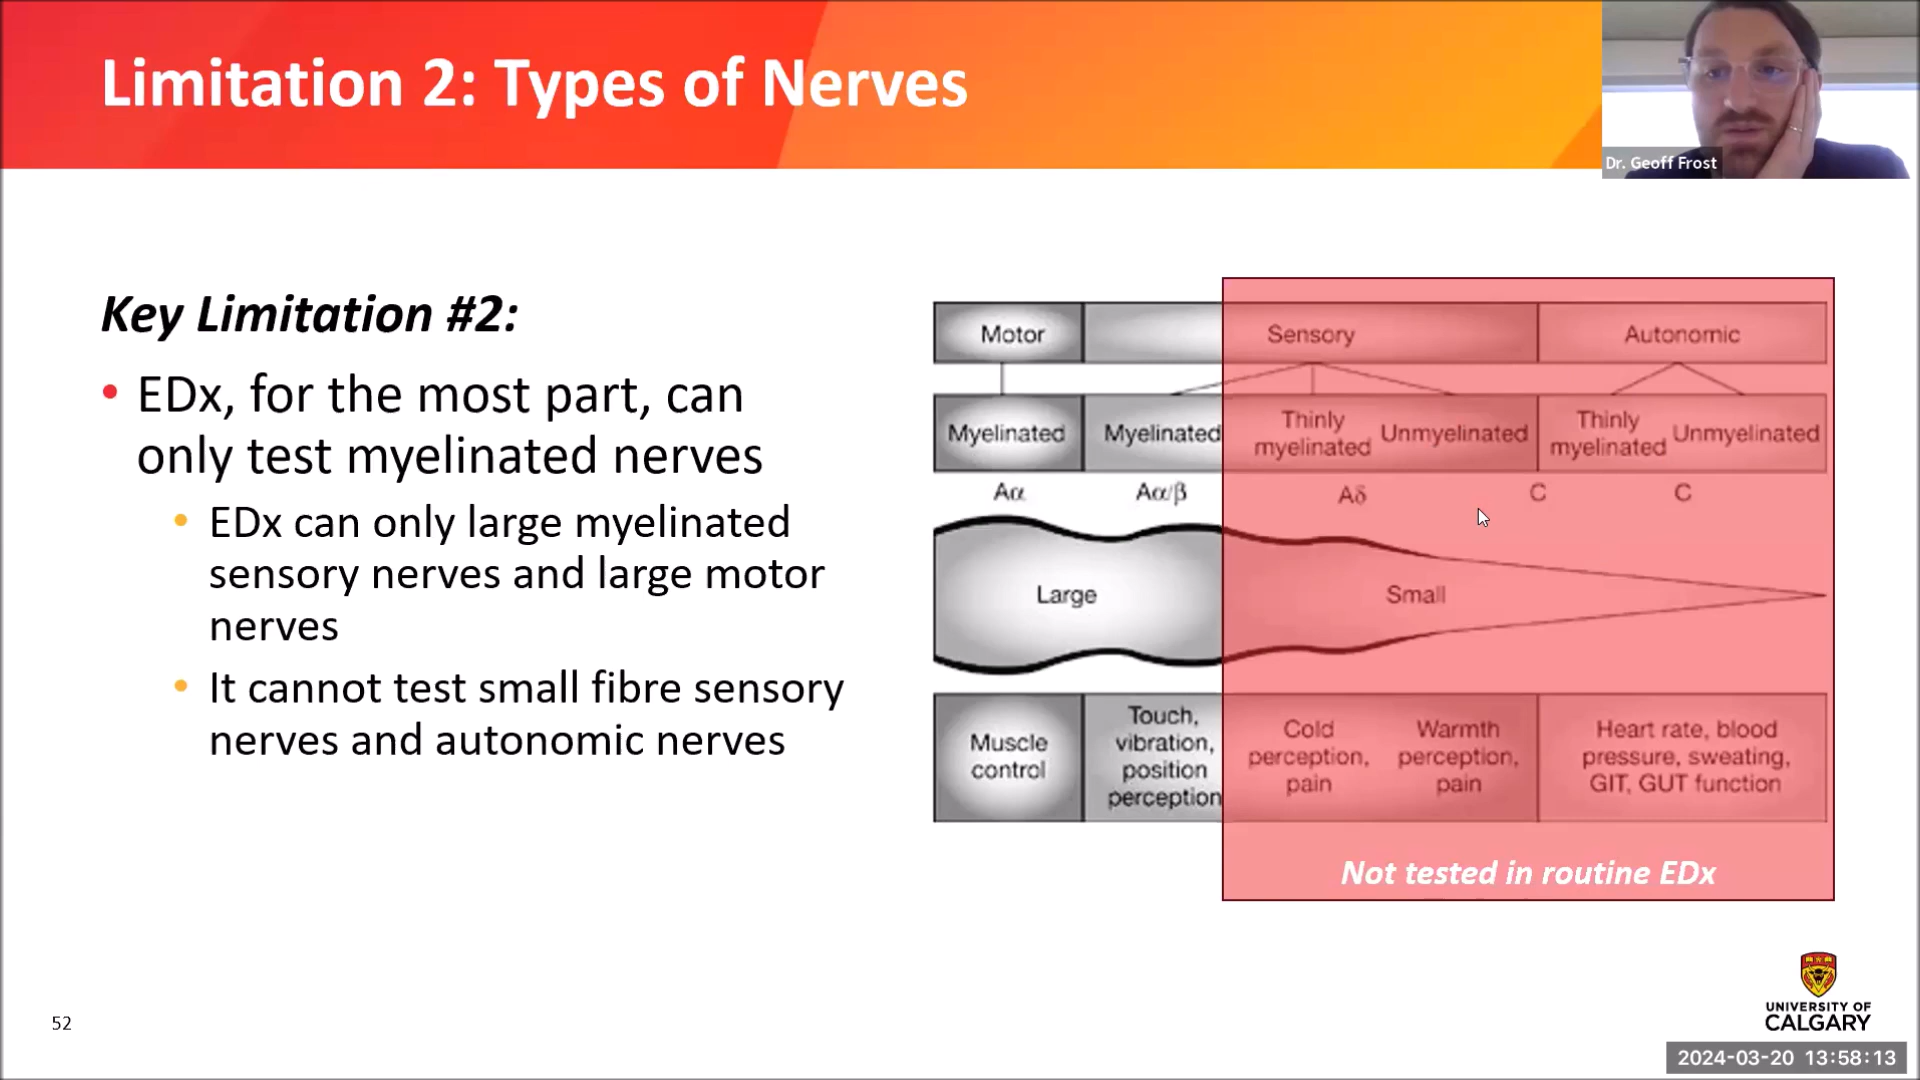 Limitation 2: Types of Nerves
Dr. Geoff Frost
Key Limitation #2:
• EDx, for the most part, can
only test myelinated nerves
• EDx can only large myelinated
sensory nerves and large motor
nerves
• It cannot test small fibre sensory
nerves and autonomic nerves
Motor Sensory Autonomic
Myelinated Myelinated Thinly myelinated Unmyelinated Thinly myelinated Unmyelinated
Aα Aα/β Aδ C C
Large Small
Muscle
control
Touch,
vibration,
position
perception
Cold
perception,
pain
Warmth
perception,
pain
Heart rate, blood
pressure, sweating,
GIT, GUT function
Not tested in routine EDx
52
UNIVERSITY OF
CALGARY
2024-03-20 13:58:13